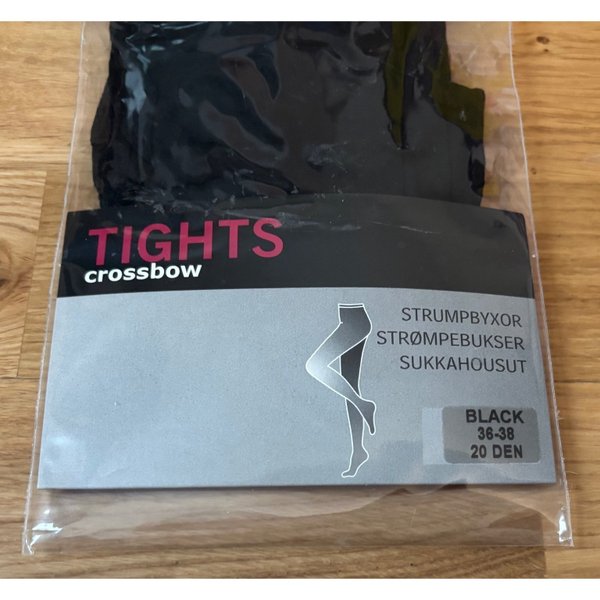 TIGHTS
crossbow
STRUMPBYXOR
STRØMPEBUKSER
SUKKAHOUSUT
BLACK
36-38
20 DEN